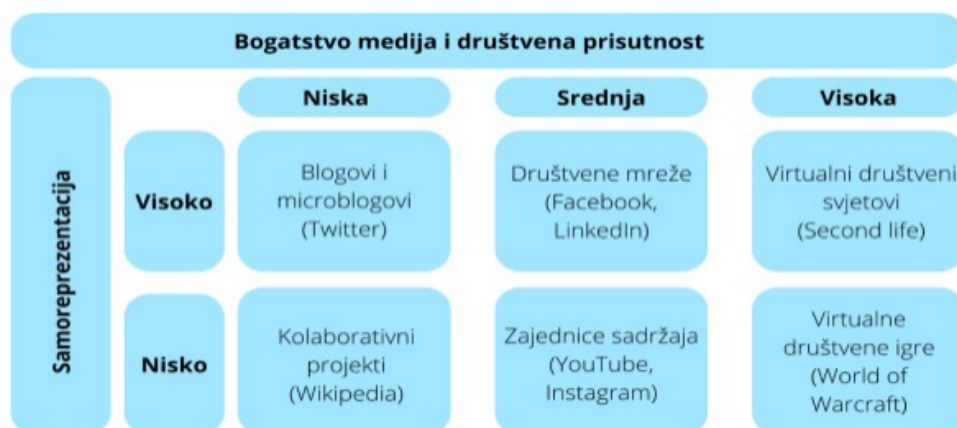 Bogatstvo medija i društvena prisutnost
Niska
Srednja
Visoka
Samoreprezentacija
Visoko
Blogovi i
microblogovi
(Twitter)
Društvene mreže
(Facebook,
LinkedIn)
Virtualni društveni
svjetovi
(Second life)
Nisko
Kolaborativni
projekti
(Wikipedia)
Zajednice sadržaja
(YouTube,
Instagram)
Virtualne
društvene igre
(World of
Warcraft)